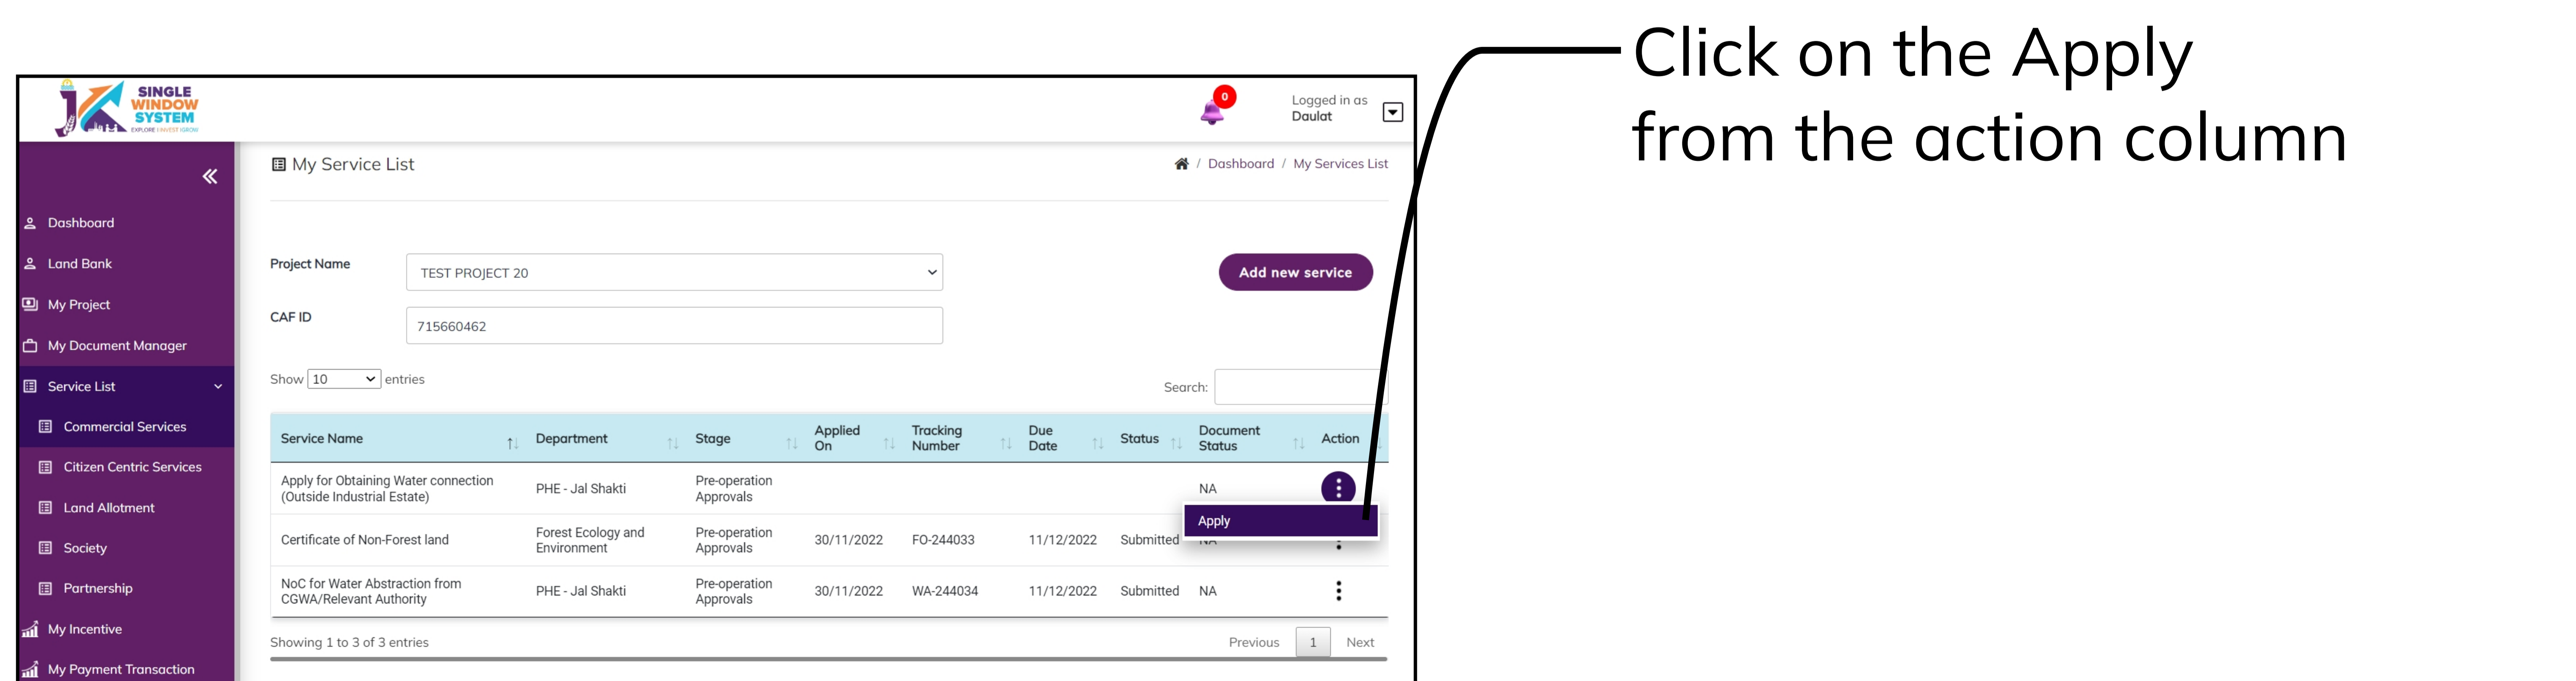 Click on the Apply
from the action column
SINGLE
WINDOW
SYSTEM
EXPLORE I INVEST I GROW
0
Logged in as
Daulat
My Service List
/ Dashboard / My Services List
Dashboard
Land Bank
My Project
My Document Manager
Service List
Commercial Services
Citizen Centric Services
Land Allotment
Society
Partnership
My Incentive
My Payment Transaction
Project Name
TEST PROJECT 20
Add new service
CAF ID
715660462
Show 10 entries
Search:
Service Name Department Stage Applied On Tracking Number Due Date Status Document Status Action
Apply for Obtaining Water connection
(Outside Industrial Estate)
PHE - Jal Shakti
Pre-operation
Approvals
NA
Apply
Certificate of Non-Forest land
Forest Ecology and
Environment
Pre-operation
Approvals
30/11/2022 FO-244033 11/12/2022 Submitted NA
NoC for Water Abstraction from
CGWA/Relevant Authority
PHE - Jal Shakti
Pre-operation
Approvals
30/11/2022 WA-244034 11/12/2022 Submitted NA
Showing 1 to 3 of 3 entries
Previous 1 Next